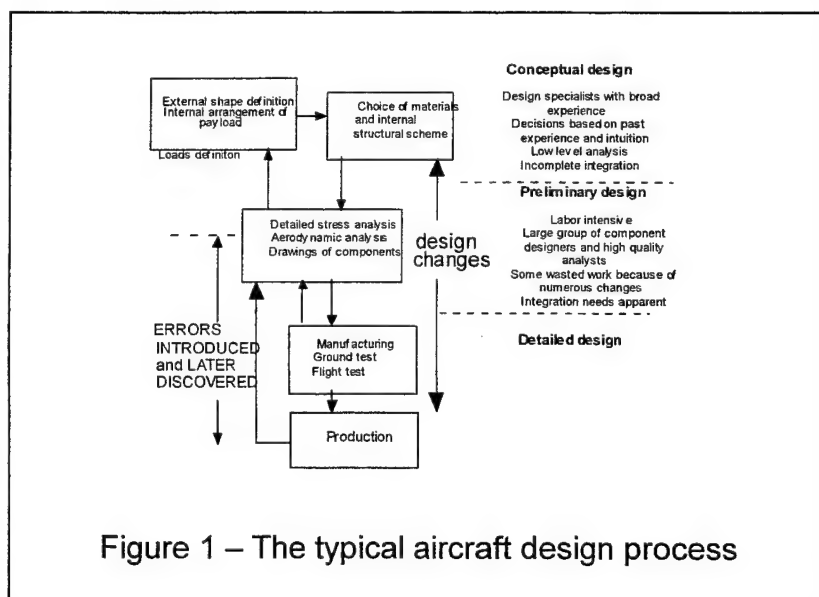 External shape definition
Internal arrangement of
payload
Loads definiton
Choice of materials
and internal
structural scheme
Conceptual design
Design specialists with broad
experience
Decisions based on past
experience and intuition
Low level analysis
Incomplete integration
Preliminary design
Labor intensive
Large group of component
designers and high quality
analysts
Some wasted work because of
numerous changes
Integration needs apparent
Detailed design
Detailed stress analysis
Aerodynamic analysis
Drawings of components
design
changes
ERRORS
INTRODUCED
and LATER
DISCOVERED
Manufacturing
Ground test
Flight test
Production
Figure 1 – The typical aircraft design process